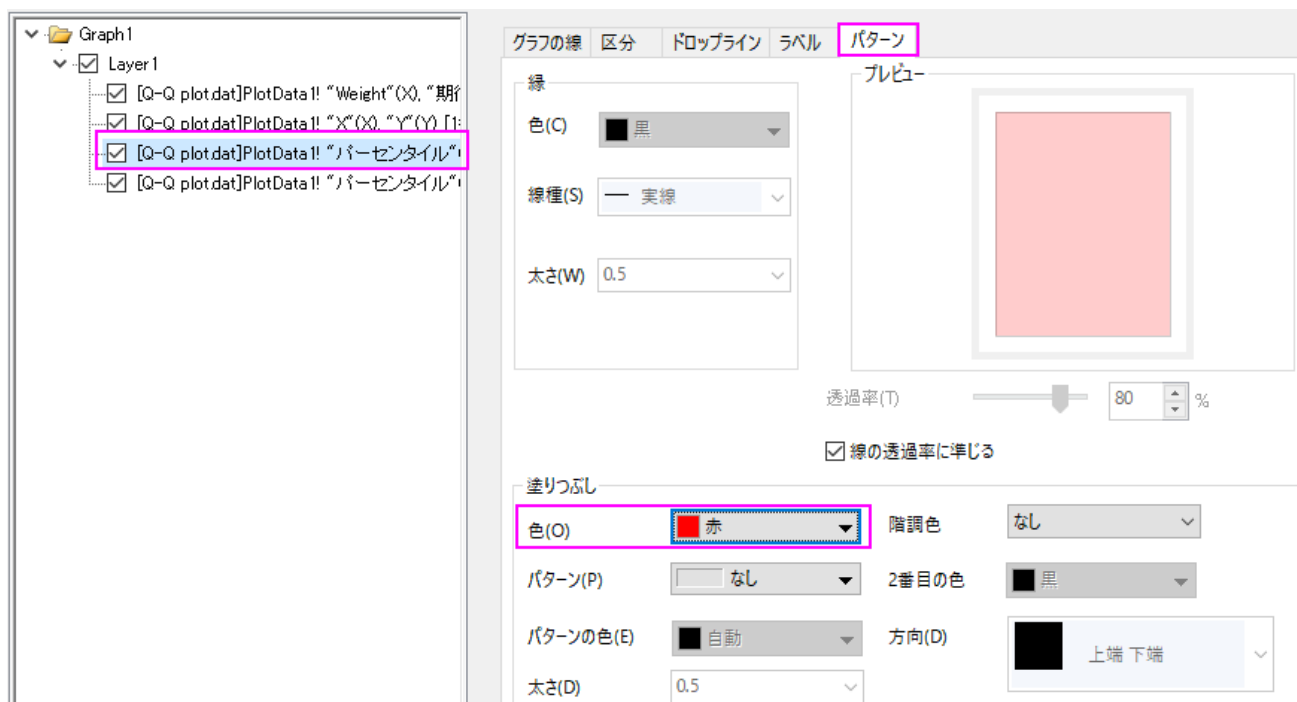 Graph1
Layer1
[Q-Q plot.dat]PlotData1! "Weight"(X), "期
[Q-Q plot.dat]PlotData1! "X"(X), "Y"(Y) [1
[Q-Q plot.dat]PlotData1! "パーセンタイル"(
[Q-Q plot.dat]PlotData1! "パーセンタイル"(
グラフの線 区分 ドロップライン ラベル パターン
縁
色(C) 黒
線種(S) 実線
太さ(W) 0.5
プレビュー
透過率(T) 80 %
線の透過率に準じる
塗りつぶし
色(O) 赤 階調色 なし
パターン(P) なし 2番目の色 黒
パターンの色(E) 自動 方向(D) 上端 下端
太さ(D) 0.5